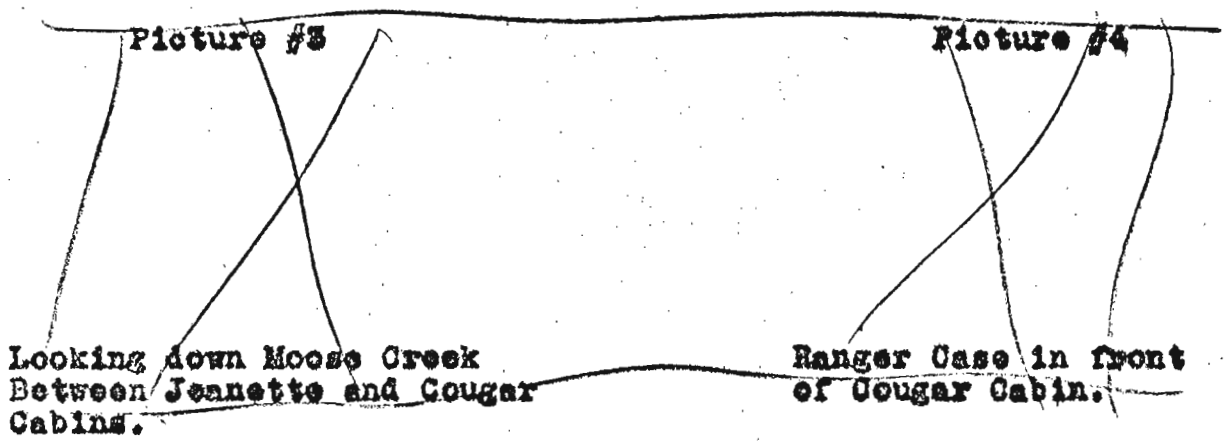 Picture #3
Picture #4
Looking down Moose Creek
Between Jeanette and Cougar
Cabins.
Ranger Case in front
of Cougar Cabin.